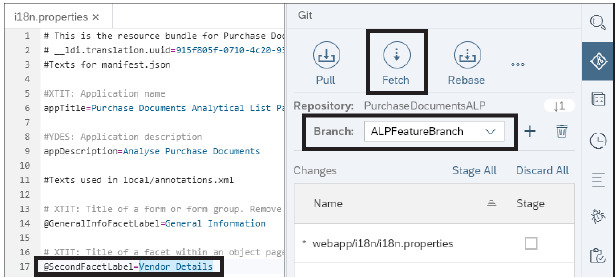 i18n.properties ×
1 # This is the resource bundle for Purchase Doc
2 # __ldi.translation.uuid=915f805f-0710-4c20-93
3 #Texts for manifest.json
4
5 #XTIT: Application name
6 appTitle=Purchase Documents Analytical List Pa
7
8 #YDES: Application description
9 appDescription=Analyse Purchase Documents
10
11 #Texts used in local/annotations.xml
12
13 # XTIT: Title of a form or form group. Remove
14 @GeneralInfoFacetLabel=General Information
15
16 # XTIT: Title of a facet within an object page
17 @SecondFacetLabel=Vendor Details
Git
Pull
Fetch
Rebase
...
Repository: PurchaseDocumentsALP ↓1
Branch: ALPFeatureBranch
Changes Stage All Discard All
Name Stage
* webapp/i18n/i18n.properties